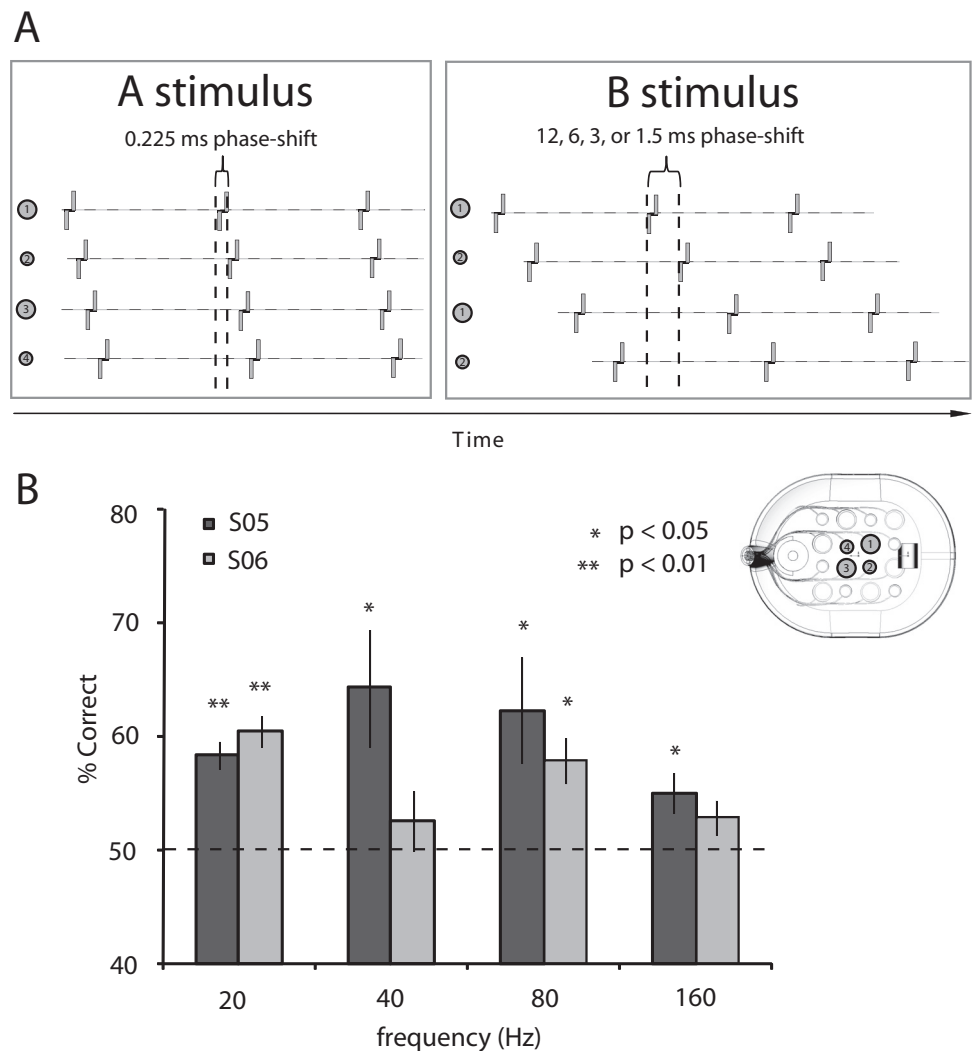 A
A stimulus
0.225 ms phase-shift
1
2
3
4
B stimulus
12, 6, 3, or 1.5 ms phase-shift
1
2
1
2
Time
B
S05
S06
* p < 0.05
** p < 0.01
4 1
3 2
% Correct
80
70
60
50
40
** ** * * * *
20 40 80 160
frequency (Hz)